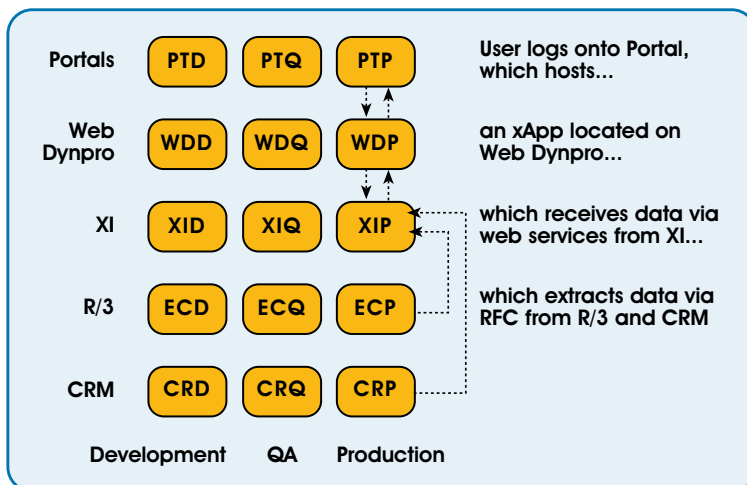 Portals PTD PTQ PTP User logs onto Portal,
which hosts...
Web
Dynpro WDD WDQ WDP an xApp located on
Web Dynpro...
XI XID XIQ XIP which receives data via
web services from XI...
R/3 ECD ECQ ECP which extracts data via
RFC from R/3 and CRM
CRM CRD CRQ CRP
Development QA Production